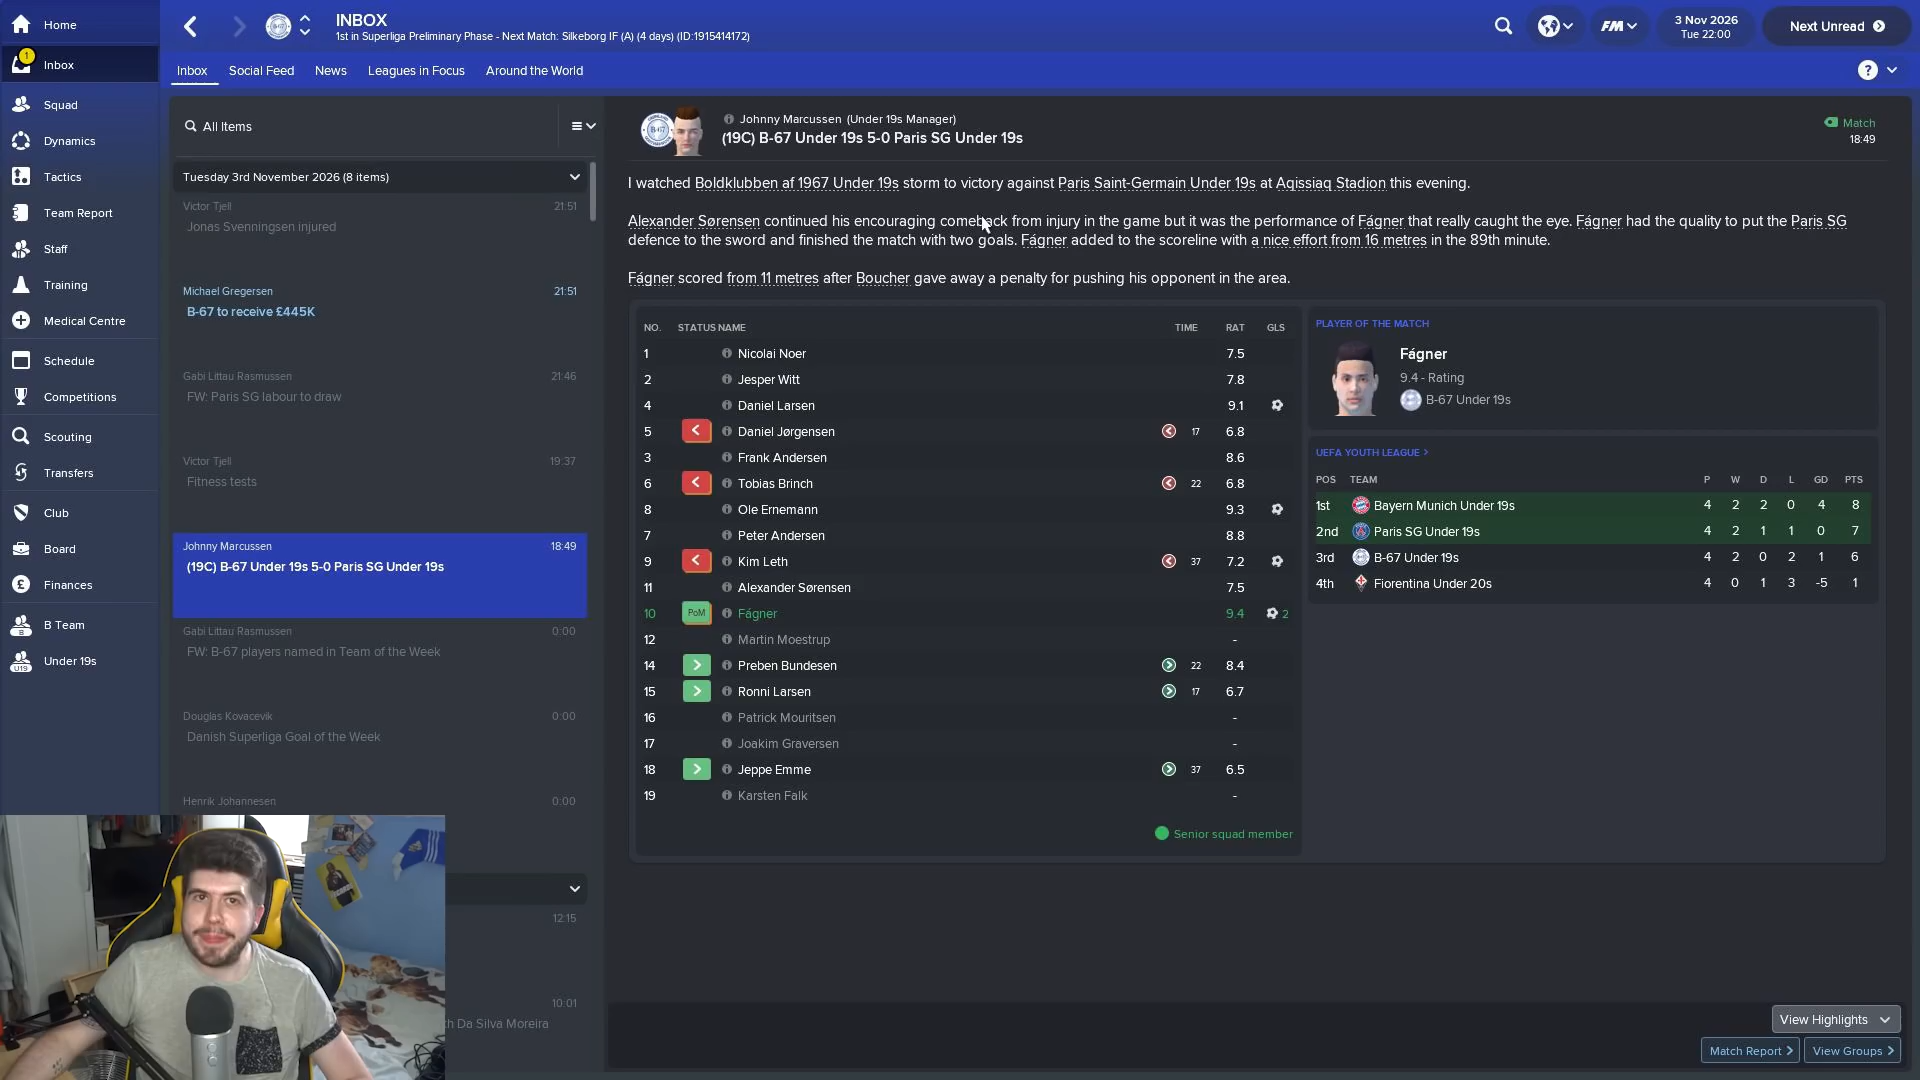 Home
INBOX
1st in Superliga Preliminary Phase - Next Match: Silkeborg IF (A) (4 days) (ID:1915414172)
FM
3 Nov 2026
Tue 22:00
Next Unread
1
Inbox
Inbox
Social Feed
News
Leagues in Focus
Around the World
?
Squad
Dynamics
Tactics
Team Report
Staff
Training
Medical Centre
Schedule
Competitions
Scouting
Transfers
Club
Board
Finances
B Team
Under 19s
All Items
Tuesday 3rd November 2026 (8 items)
Victor Tjell 21:51
Jonas Svenningsen injured
Michael Gregersen 21:51
B-67 to receive £445K
Gabi Littau Rasmussen 21:46
FW: Paris SG labour to draw
Victor Tjell 19:37
Fitness tests
Johnny Marcussen 18:49
(19C) B-67 Under 19s 5-0 Paris SG Under 19s
Gabi Littau Rasmussen 0:00
FW: B-67 players named in Team of the Week
Douglas Kovacevik 0:00
Danish Superliga Goal of the Week
Henrik Johannesen 0:00
12:15
10:01
ch Da Silva Moreira
Johnny Marcussen (Under 19s Manager)
(19C) B-67 Under 19s 5-0 Paris SG Under 19s
Match
18:49
I watched Boldklubben af 1967 Under 19s storm to victory against Paris Saint-Germain Under 19s at Aqissiaq Stadion this evening.
Alexander Sørensen continued his encouraging comeback from injury in the game but it was the performance of Fágner that really caught the eye. Fágner had the quality to put the Paris SG
defence to the sword and finished the match with two goals. Fágner added to the scoreline with a nice effort from 16 metres in the 89th minute.
Fágner scored from 11 metres after Boucher gave away a penalty for pushing his opponent in the area.
NO. STATUS NAME TIME RAT GLS
1 Nicolai Noer 7.5
2 Jesper Witt 7.8
4 Daniel Larsen 9.1
5 Daniel Jørgensen 17 6.8
3 Frank Andersen 8.6
6 Tobias Brinch 22 6.8
8 Ole Ernemann 9.3
7 Peter Andersen 8.8
9 Kim Leth 37 7.2
11 Alexander Sørensen 7.5
10 PoM Fágner 9.4 2
12 Martin Moestrup -
14 Preben Bundesen 22 8.4
15 Ronni Larsen 17 6.7
16 Patrick Mouritsen -
17 Joakim Graversen -
18 Jeppe Emme 37 6.5
19 Karsten Falk -
Senior squad member
PLAYER OF THE MATCH
Fágner
9.4 - Rating
B-67 Under 19s
UEFA YOUTH LEAGUE >
POS TEAM P W D L GD PTS
1st Bayern Munich Under 19s 4 2 2 0 4 8
2nd Paris SG Under 19s 4 2 1 1 0 7
3rd B-67 Under 19s 4 2 0 2 1 6
4th Fiorentina Under 20s 4 0 1 3 -5 1
View Highlights
Match Report >
View Groups >